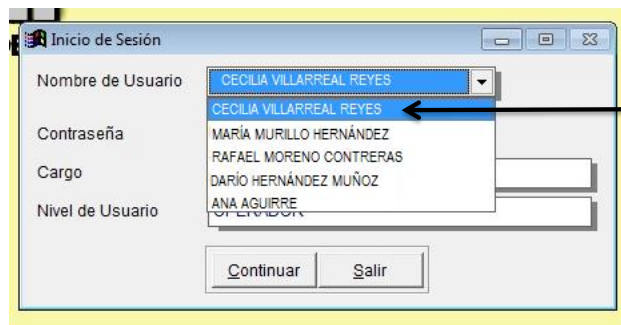 Inicio de Sesión
Nombre de Usuario
CECILIA VILLARREAL REYES
CECILIA VILLARREAL REYES
MARÍA MURILLO HERNÁNDEZ
Contraseña
RAFAEL MORENO CONTRERAS
Cargo
DARÍO HERNÁNDEZ MUÑOZ
ANA AGUIRRE
Nivel de Usuario
OPERADOR
Continuar
Salir